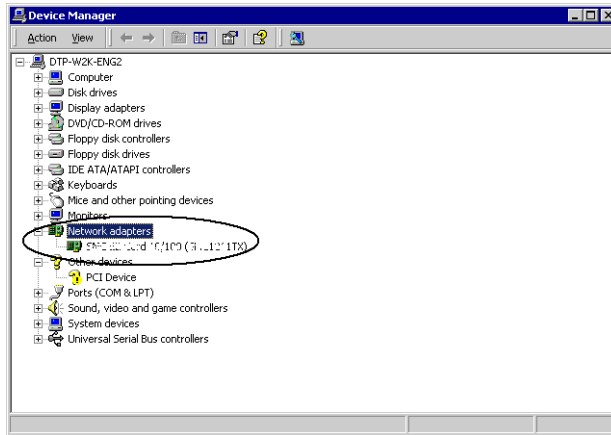 Device Manager
Action View
DTP-W2K-ENG2
Computer
Disk drives
Display adapters
DVD/CD-ROM drives
Floppy disk controllers
Floppy disk drives
IDE ATA/ATAPI controllers
Keyboards
Mice and other pointing devices
Monitors
Network adapters
Other devices
PCI Device
Ports (COM & LPT)
Sound, video and game controllers
System devices
Universal Serial Bus controllers